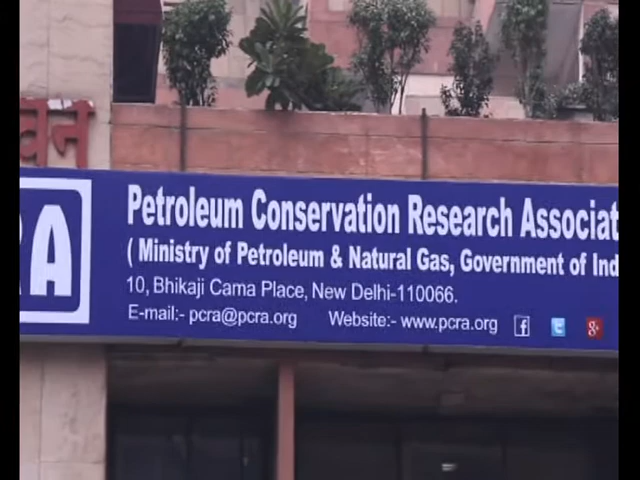 वन
RA
Petroleum Conservation Research Associat
( Ministry of Petroleum & Natural Gas, Government of Ind
10, Bhikaji Cama Place, New Delhi-110066.
E-mail:-pcra@pcra.org Website:- www.pcra.org f g+